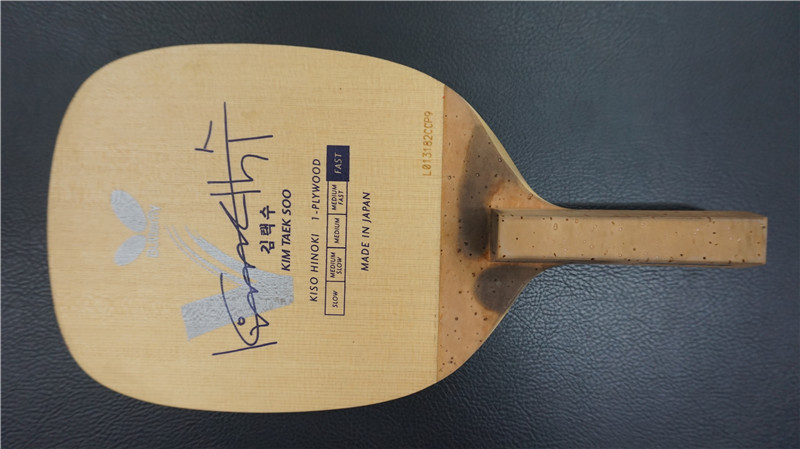 김택수
KIM TAEK SOO
KISO HINOKI 1-PLYWOOD
SLOW
MEDIUM SLOW
MEDIUM
MEDIUM FAST
FAST
MADE IN JAPAN
L013182CCP9